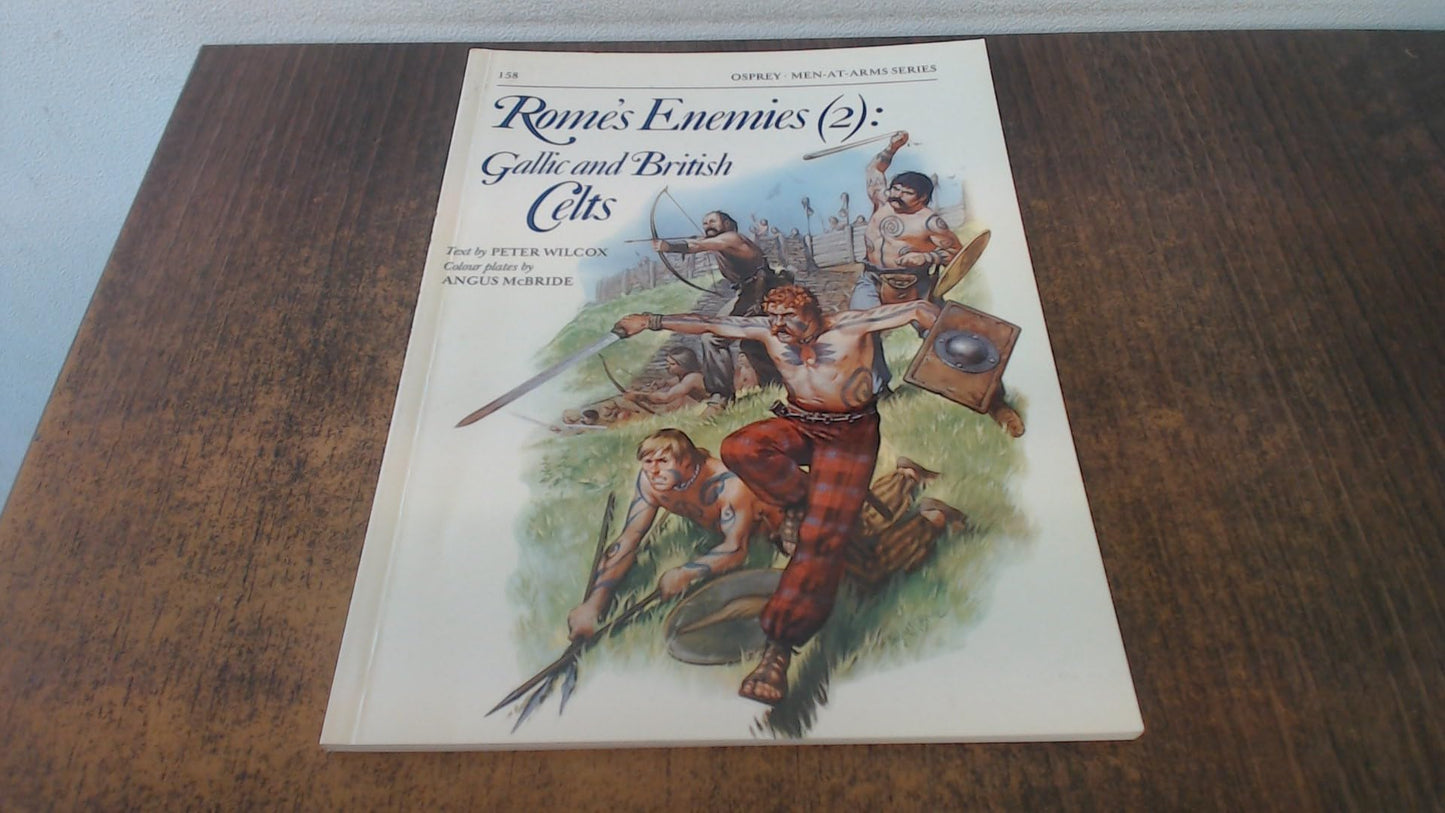 158
OSPREY · MEN-AT-ARMS SERIES
Rome's Enemies (2):
Gallic and British
Celts
Text by PETER WILCOX
Colour plates by
ANGUS McBRIDE